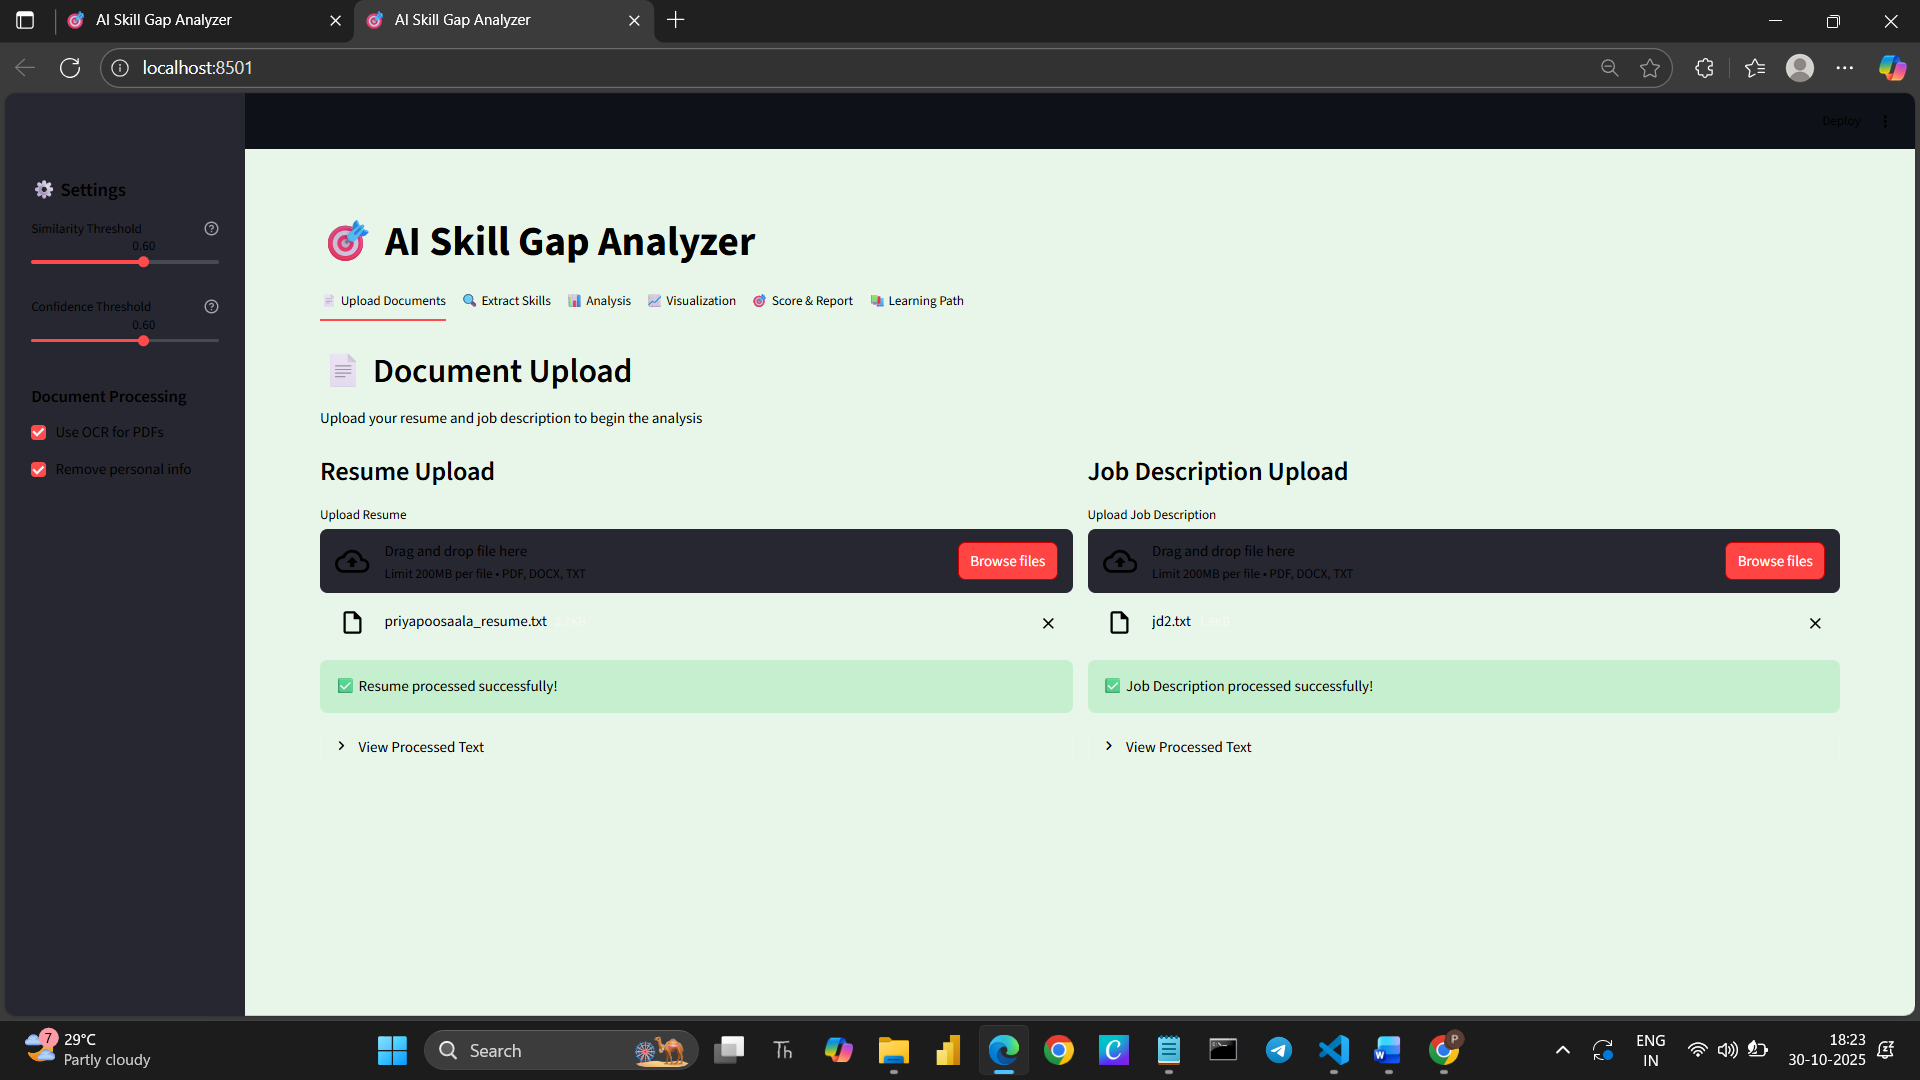 AI Skill Gap Analyzer
AI Skill Gap Analyzer
localhost:8501
Deploy
Settings
Similarity Threshold
0.60
Confidence Threshold
0.60
Document Processing
Use OCR for PDFs
Remove personal info
AI Skill Gap Analyzer
Upload Documents
Extract Skills
Analysis
Visualization
Score & Report
Learning Path
Document Upload
Upload your resume and job description to begin the analysis
Resume Upload
Upload Resume
Drag and drop file here
Limit 200MB per file • PDF, DOCX, TXT
Browse files
priyapoosaala_resume.txt
Resume processed successfully!
View Processed Text
Job Description Upload
Upload Job Description
Drag and drop file here
Limit 200MB per file • PDF, DOCX, TXT
Browse files
jd2.txt
Job Description processed successfully!
View Processed Text
7
29°C
Partly cloudy
Search
Th
C
W
P
ENG
IN
18:23
30-10-2025